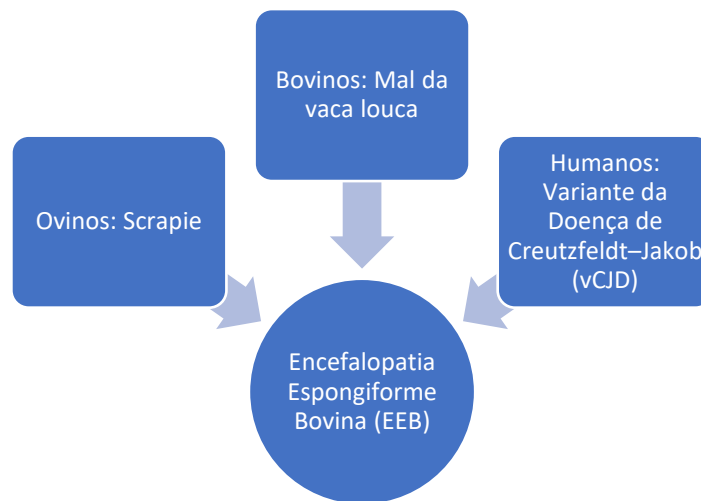 Bovinos: Mal da
vaca louca
Ovinos: Scrapie
Humanos:
Variante da
Doença de
Creutzfeldt–Jakob
(vCJD)
Encefalopatia
Espongiforme
Bovina (EEB)